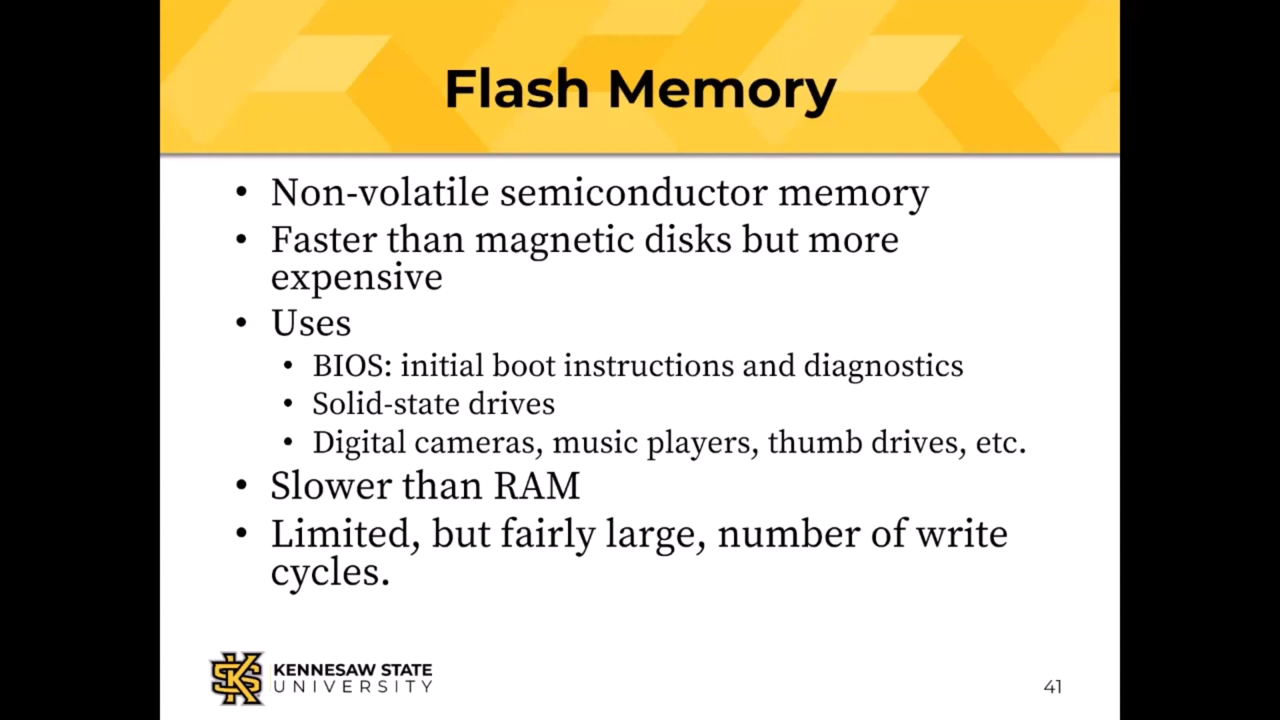 Flash Memory
• Non-volatile semiconductor memory
• Faster than magnetic disks but more
expensive
• Uses
• BIOS: initial boot instructions and diagnostics
• Solid-state drives
• Digital cameras, music players, thumb drives, etc.
• Slower than RAM
• Limited, but fairly large, number of write
cycles.
KENNESAW STATE
UNIVERSITY
41